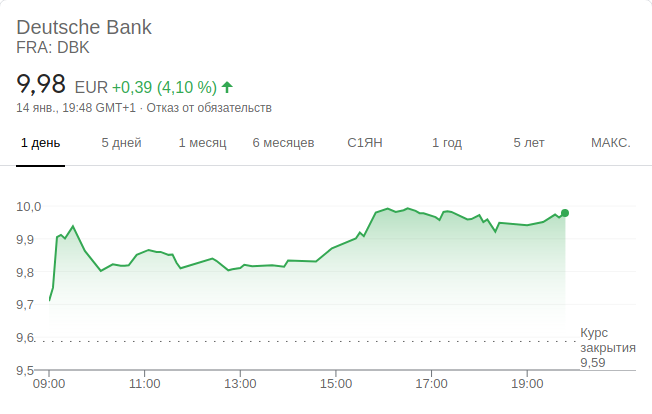 Deutsche Bank
FRA: DBK
9,98 EUR +0,39 (4,10 %)
14 янв., 19:48 GMT+1 · Отказ от обязательств
1 день 5 дней 1 месяц 6 месяцев С1ЯН 1 год 5 лет МАКС.
10,0
9,9
9,8
9,7
9,6
Курс
закрытия
9,59
9,5
09:00 11:00 13:00 15:00 17:00 19:00